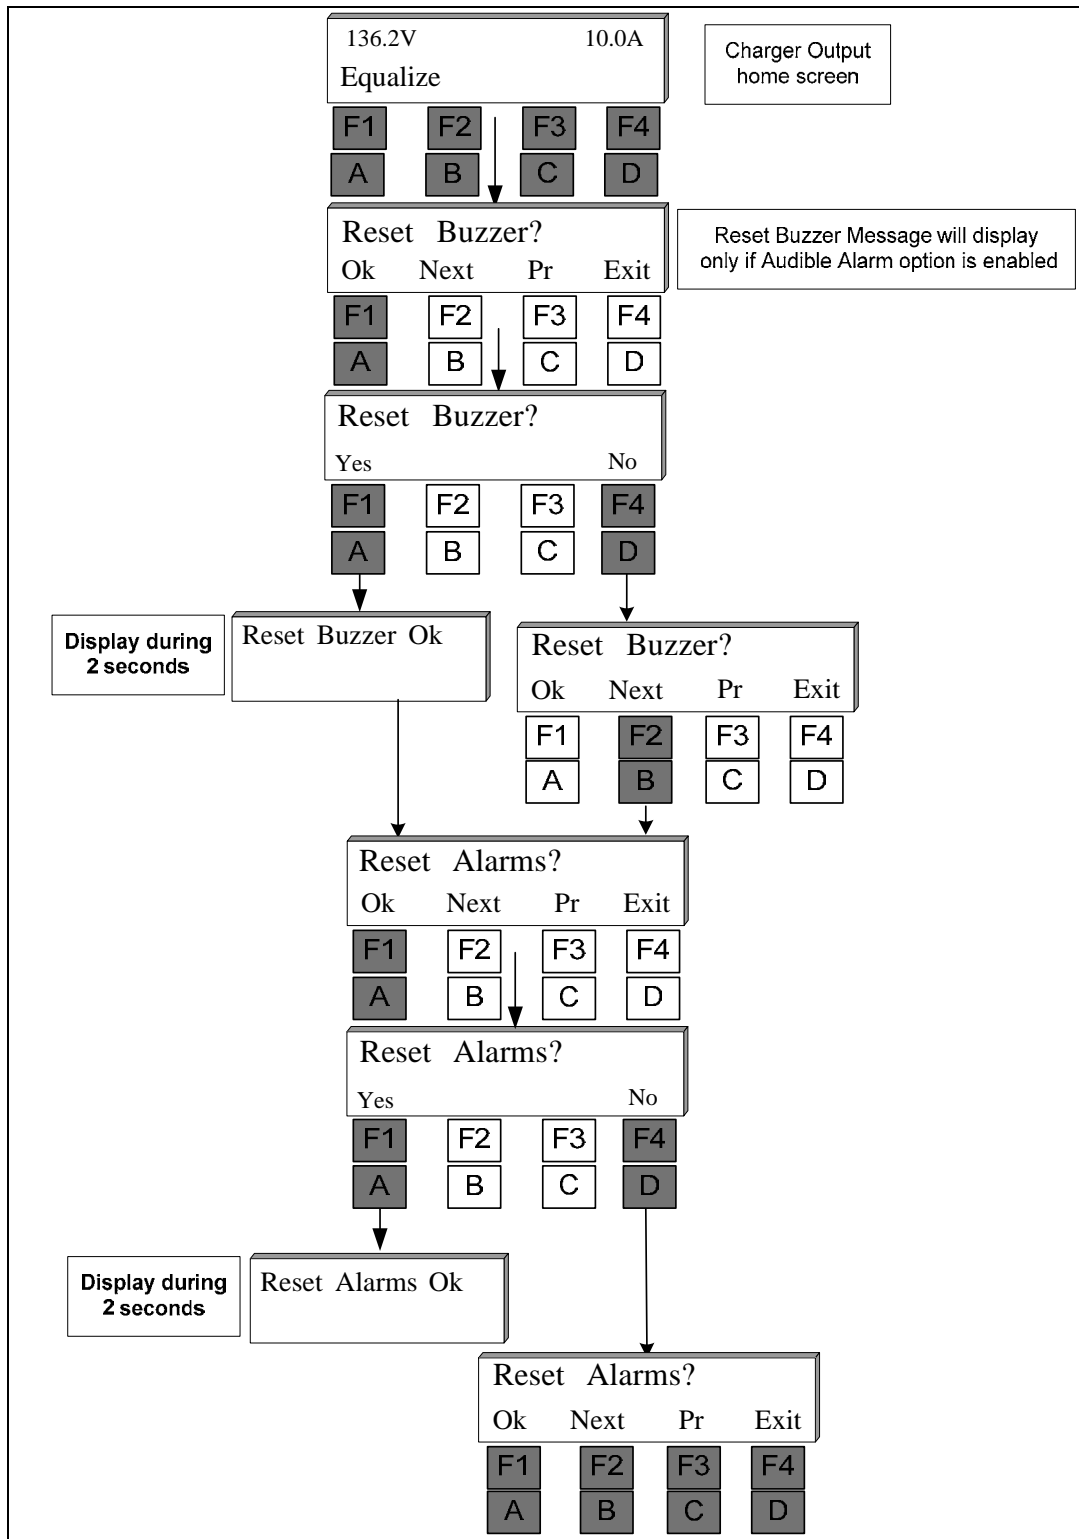 136.2V 10.0A
Equalize
Charger Output
home screen
F1 F2 F3 F4
A B C D
Reset Buzzer?
Ok Next Pr Exit
Reset Buzzer Message will display
only if Audible Alarm option is enabled
F1 F2 F3 F4
A B C D
Reset Buzzer?
Yes No
F1 F2 F3 F4
A B C D
Display during
2 seconds
Reset Buzzer Ok
Reset Buzzer?
Ok Next Pr Exit
F1 F2 F3 F4
A B C D
Reset Alarms?
Ok Next Pr Exit
F1 F2 F3 F4
A B C D
Reset Alarms?
Yes No
F1 F2 F3 F4
A B C D
Display during
2 seconds
Reset Alarms Ok
Reset Alarms?
Ok Next Pr Exit
F1 F2 F3 F4
A B C D